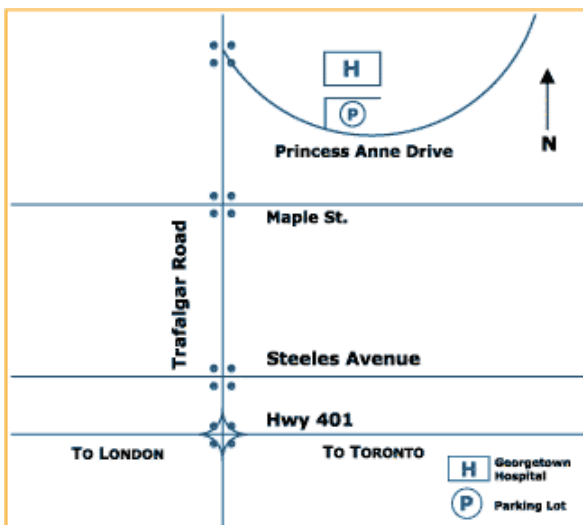 H
P
Princess Anne Drive
N
Maple St.
Trafalgar Road
Steeles Avenue
Hwy 401
TO LONDON
TO TORONTO
H
Georgetown
Hospital
P
Parking Lot